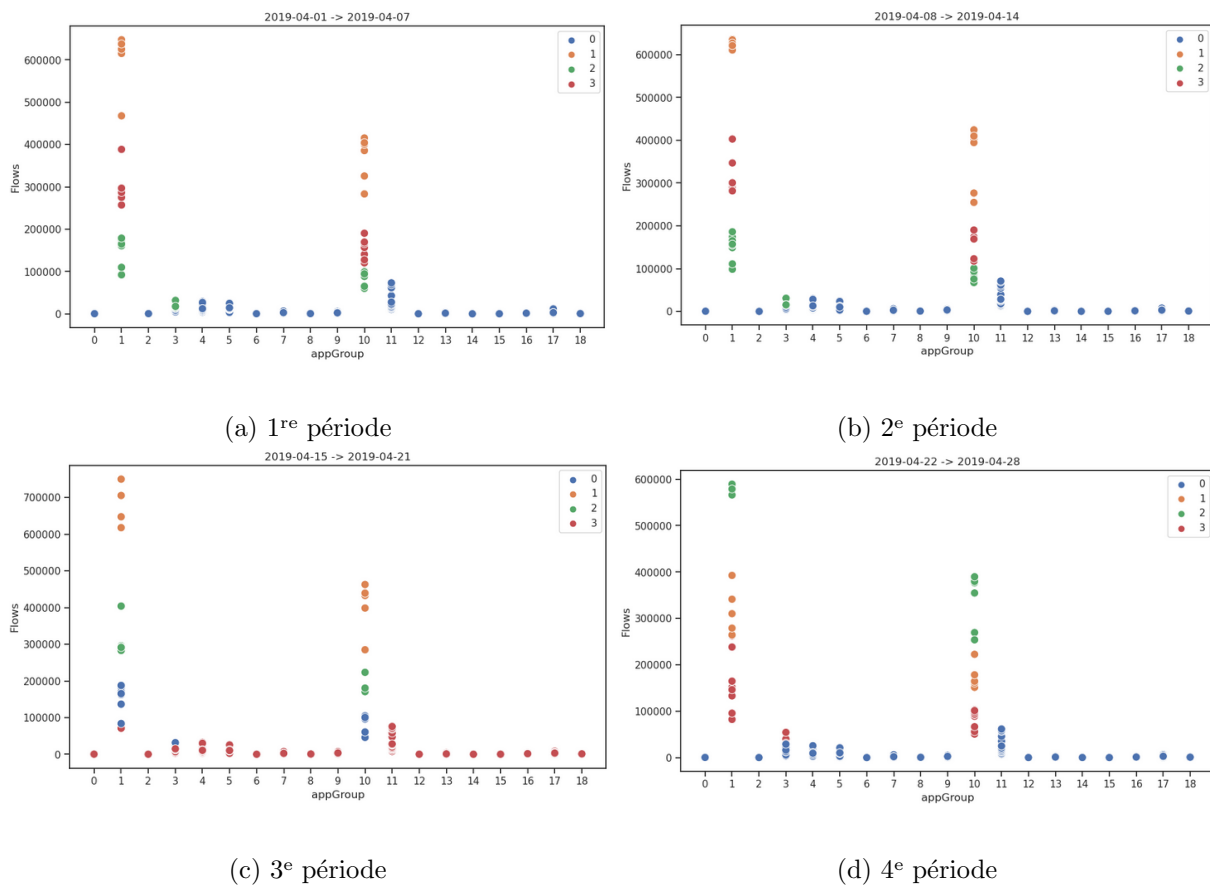 2019-04-01 -> 2019-04-07
600000
500000
400000
300000
200000
100000
0
Flows
0 1 2 3 4 5 6 7 8 9 10 11 12 13 14 15 16 17 18
appGroup
0
1
2
3
(a) 1re période
2019-04-08 -> 2019-04-14
600000
500000
400000
300000
200000
100000
0
Flows
0 1 2 3 4 5 6 7 8 9 10 11 12 13 14 15 16 17 18
appGroup
0
1
2
3
(b) 2e période
2019-04-15 -> 2019-04-21
700000
600000
500000
400000
300000
200000
100000
0
Flows
0 1 2 3 4 5 6 7 8 9 10 11 12 13 14 15 16 17 18
appGroup
0
1
2
3
(c) 3e période
2019-04-22 -> 2019-04-28
600000
500000
400000
300000
200000
100000
0
Flows
0 1 2 3 4 5 6 7 8 9 10 11 12 13 14 15 16 17 18
appGroup
0
1
2
3
(d) 4e période